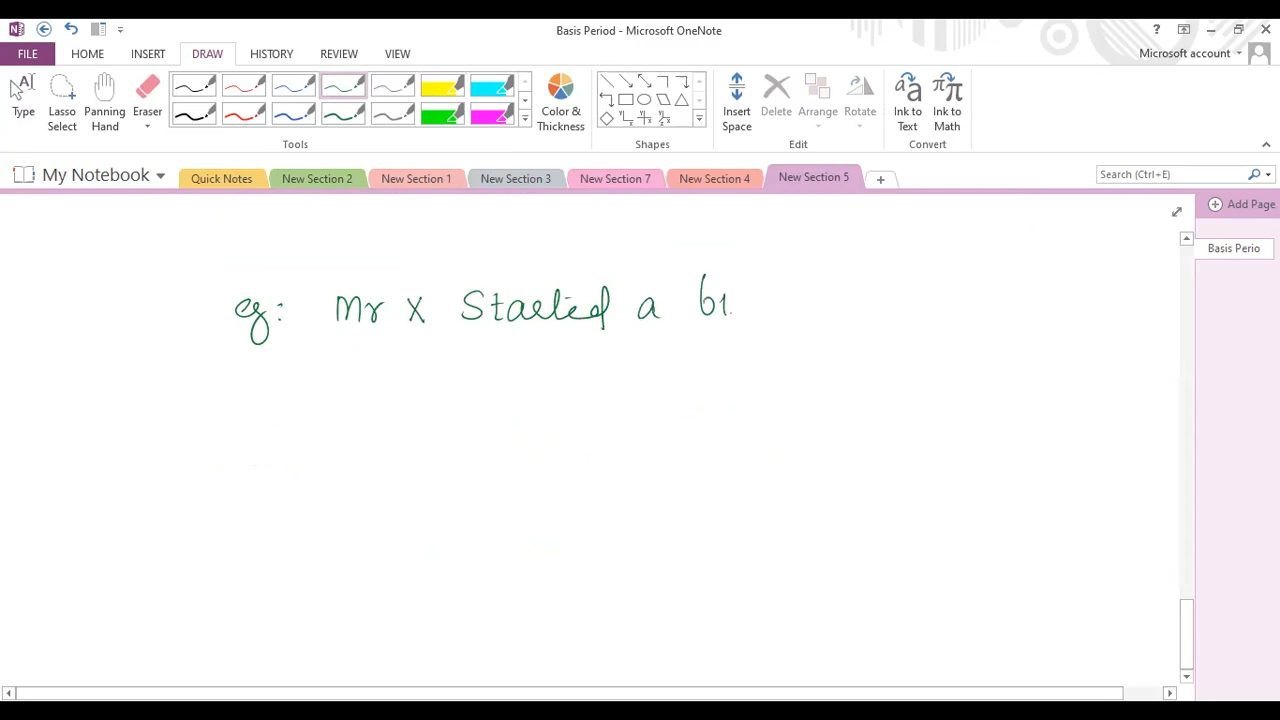 Basis Period - Microsoft OneNote
?
FILE HOME INSERT DRAW HISTORY REVIEW VIEW
Microsoft account
Type Lasso Select Panning Hand Eraser Color & Thickness Insert Space Delete Arrange Rotate Ink to Text Ink to Math
Tools Shapes Edit Convert
My Notebook Quick Notes New Section 2 New Section 1 New Section 3 New Section 7 New Section 4 New Section 5 Search (Ctrl+E)
Add Page
Basis Perio
eg: Mr X Started a